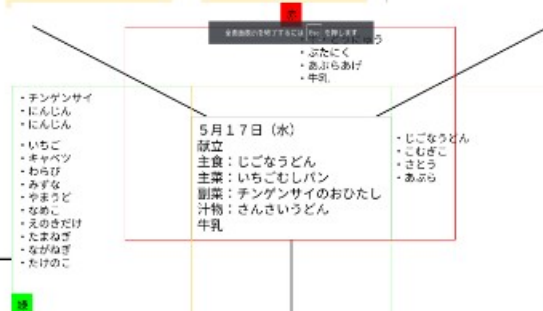 赤
全画面表示を終了するには Esc を押します
・ぶたにく
・あぶらあげ
・牛乳
・チンゲンサイ
・にんじん
・にんじん
・いちご
・キャベツ
・わらび
・みずな
・やまうど
・なめこ
・えのきだけ
・たまねぎ
・ながねぎ
・たけのこ
緑
5月17日（水）
献立
主食：じごなうどん
主菜：いちごむしパン
副菜：チンゲンサイのおひたし
汁物：さんさいうどん
牛乳
・じごなうどん
・こむぎこ
・さとう
・あぶら